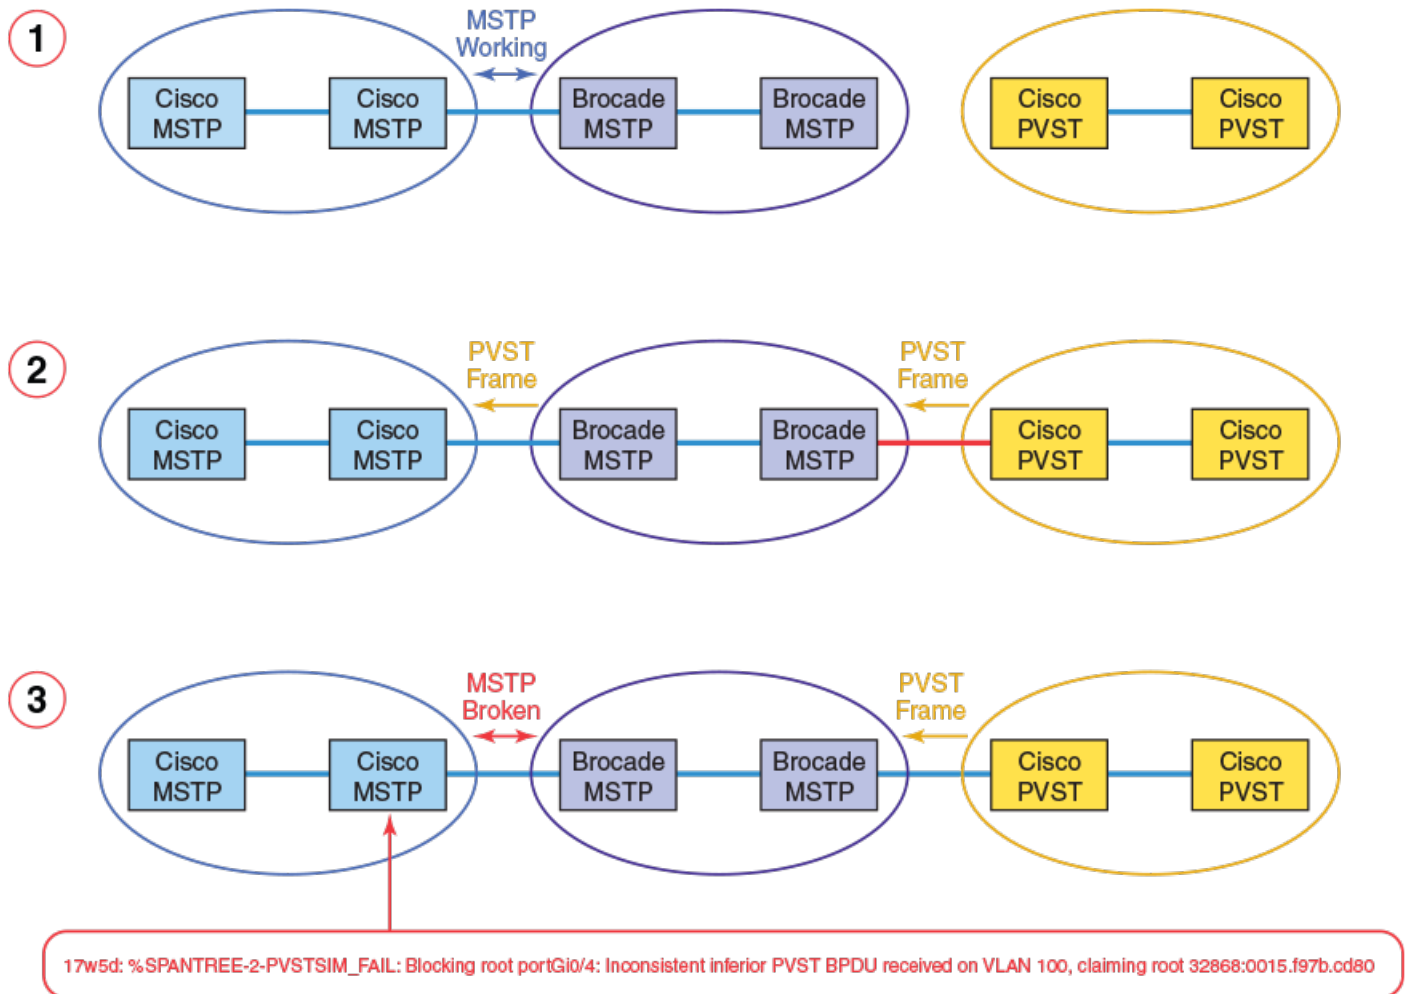 1
MSTP
Working
Cisco
MSTP
Cisco
MSTP
Brocade
MSTP
Brocade
MSTP
Cisco
PVST
Cisco
PVST
2
PVST
Frame
PVST
Frame
Cisco
MSTP
Cisco
MSTP
Brocade
MSTP
Brocade
MSTP
Cisco
PVST
Cisco
PVST
3
MSTP
Broken
PVST
Frame
Cisco
MSTP
Cisco
MSTP
Brocade
MSTP
Brocade
MSTP
Cisco
PVST
Cisco
PVST
17w5d: %SPANTREE-2-PVSTSIM_FAIL: Blocking root portGi0/4: Inconsistent inferior PVST BPDU received on VLAN 100, claiming root 32868:0015.f97b.cd80